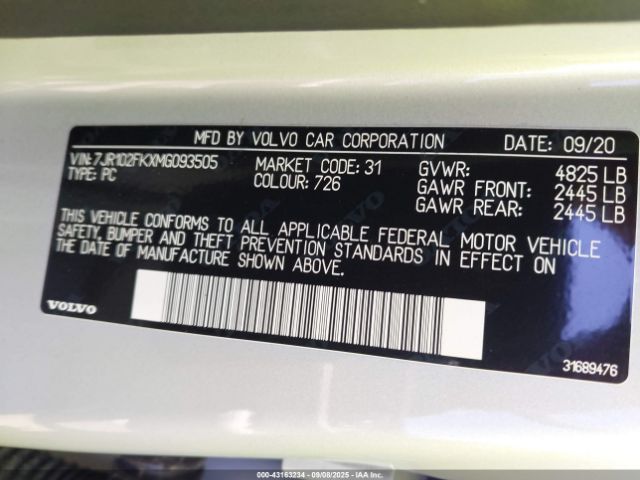 MFD BY VOLVO CAR CORPORATION DATE: 09/20
VIN:7JR102FKXMG093505 MARKET CODE: 31 GVWR: 4825 LB
TYPE: PC COLOUR: 726 GAWR FRONT: 2445 LB
GAWR REAR: 2445 LB
THIS VEHICLE CONFORMS TO ALL APPLICABLE FEDERAL MOTOR VEHICLE
SAFETY, BUMPER AND THEFT PREVENTION STANDARDS IN EFFECT ON
THE DATE OF MANUFACTURE SHOWN ABOVE.
VOLVO
31689476
000-43163234 - 09/08/2025 - IAAI.COM